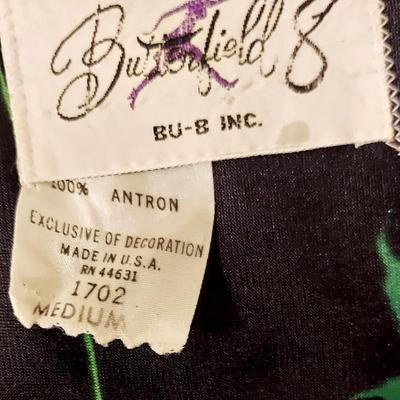 Butterfield 8
BU-8 INC.
100% ANTRON
EXCLUSIVE OF DECORATION
MADE IN U.S.A.
RN 44631
1702
MEDIUM